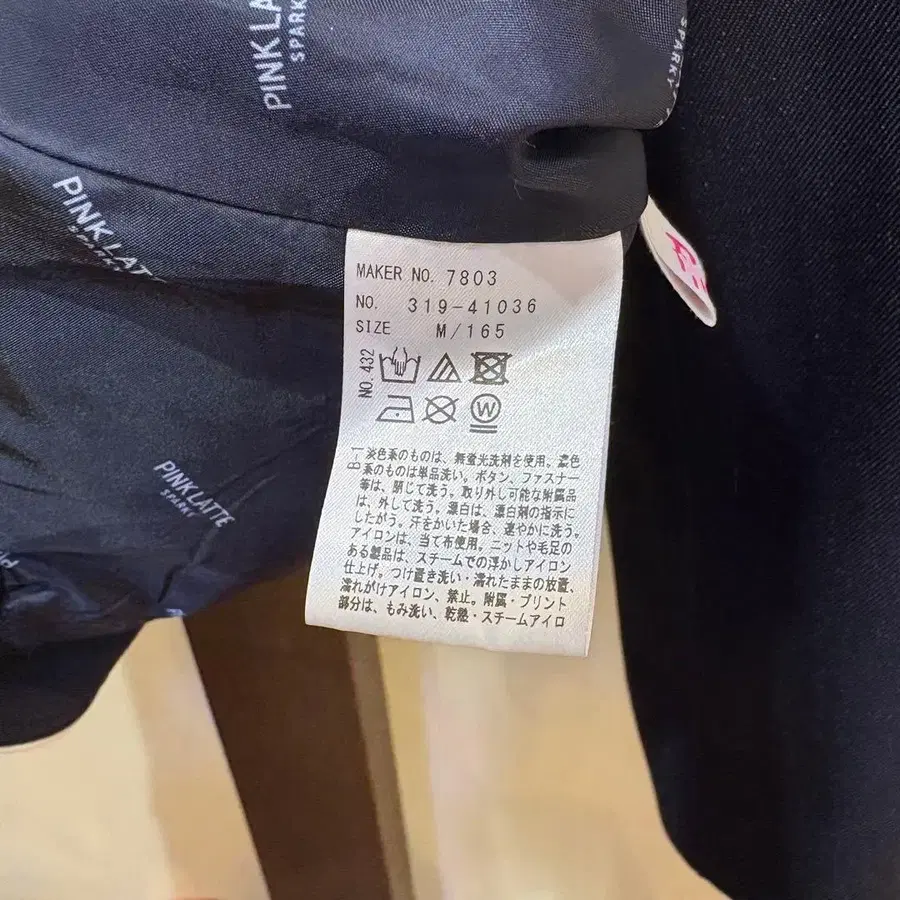 PINK LATTE
SPARKY
PINK LATTE
SPARKY
PINK LATTE
SPARKY
MAKER NO. 7803
NO. 319-41036
SIZE M/165
NO.432
W
B1
淡色系のものは、無蛍光洗剤を使用。濃色
系のものは単品洗い。ボタン、ファスナー
等は、閉じて洗う。取り外し可能な附属品
は、外して洗う。漂白は、漂白剤の指示に
したがう。汗をかいた場合、速やかに洗う。
アイロンは、当て布使用。ニットや毛足の
ある製品は、スチームでの浮かしアイロン
仕上げ。つけ置き洗い・濡れたままの放置、
濡れがけアイロン、禁止。附属・プリント
部分は、もみ洗い、乾熱・スチームアイロ